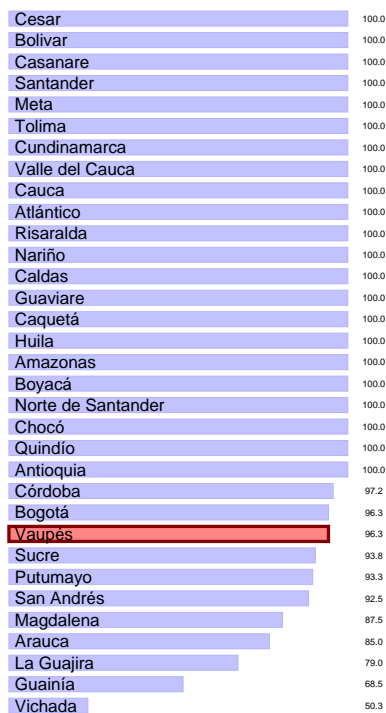 Cesar 100.0
Bolivar 100.0
Casanare 100.0
Santander 100.0
Meta 100.0
Tolima 100.0
Cundinamarca 100.0
Valle del Cauca 100.0
Cauca 100.0
Atlántico 100.0
Risaralda 100.0
Nariño 100.0
Caldas 100.0
Guaviare 100.0
Caquetá 100.0
Huila 100.0
Amazonas 100.0
Boyacá 100.0
Norte de Santander 100.0
Chocó 100.0
Quindío 100.0
Antioquia 100.0
Córdoba 97.2
Bogotá 96.3
Vaupés 96.3
Sucre 93.8
Putumayo 93.3
San Andrés 92.5
Magdalena 87.5
Arauca 85.0
La Guajira 79.0
Guainía 68.5
Vichada 50.3